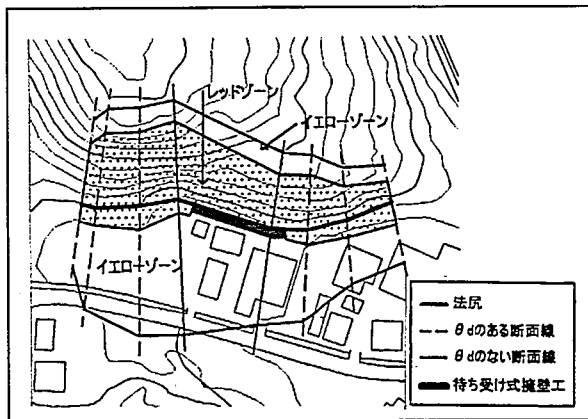 レッドゾーン
イエローゾーン
イエローゾーン
法尻
θdのある断面線
θdのない断面線
待ち受け式擁壁工